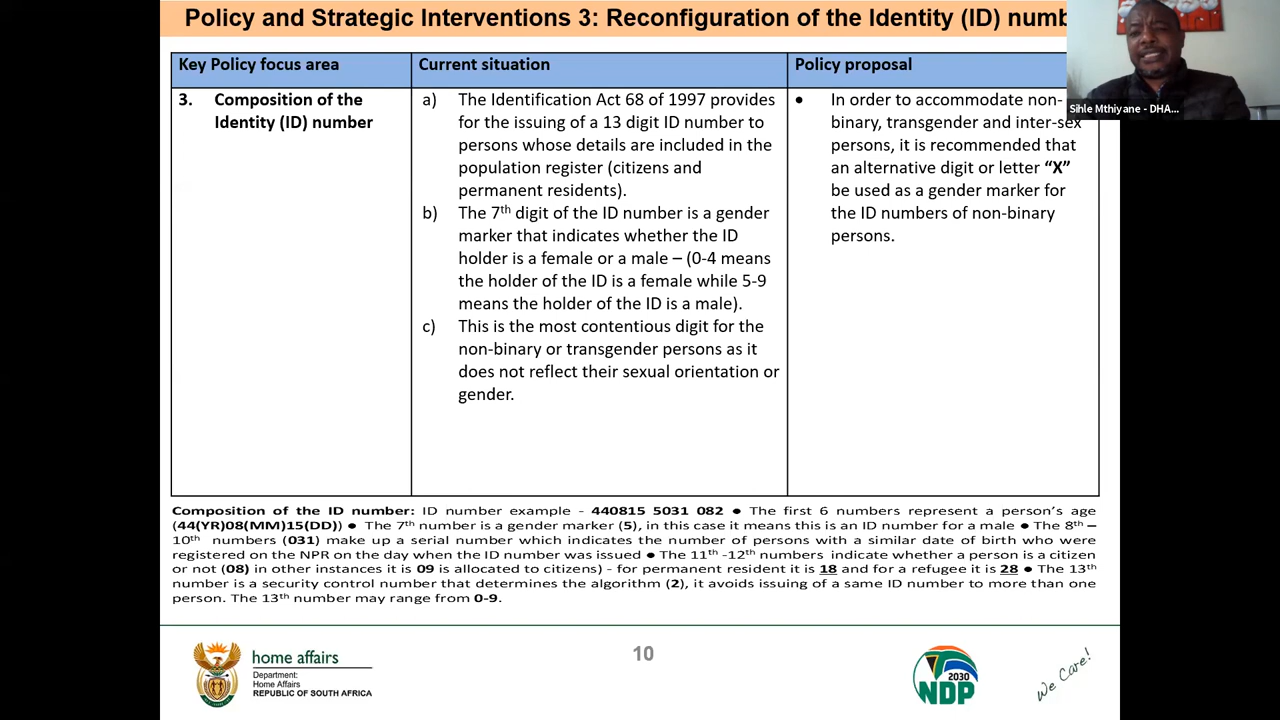 Policy and Strategic Interventions 3: Reconfiguration of the Identity (ID) numb
Sihle Mthiyane - DHA...
Key Policy focus area
Current situation
Policy proposal
3. Composition of the
Identity (ID) number
a) The Identification Act 68 of 1997 provides
for the issuing of a 13 digit ID number to
persons whose details are included in the
population register (citizens and
permanent residents).
b) The 7th digit of the ID number is a gender
marker that indicates whether the ID
holder is a female or a male – (0-4 means
the holder of the ID is a female while 5-9
means the holder of the ID is a male).
c) This is the most contentious digit for the
non-binary or transgender persons as it
does not reflect their sexual orientation or
gender.
• In order to accommodate non-
binary, transgender and inter-sex
persons, it is recommended that
an alternative digit or letter “X”
be used as a gender marker for
the ID numbers of non-binary
persons.
Composition of the ID number: ID number example - 440815 5031 082 ● The first 6 numbers represent a person's age
(44(YR)08(MM)15(DD)) ● The 7th number is a gender marker (5), in this case it means this is an ID number for a male ● The 8th –
10th numbers (031) make up a serial number which indicates the number of persons with a similar date of birth who were
registered on the NPR on the day when the ID number was issued ● The 11th -12th numbers indicate whether a person is a citizen
or not (08) in other instances it is 09 is allocated to citizens) - for permanent resident it is 18 and for a refugee it is 28 ● The 13th
number is a security control number that determines the algorithm (2), it avoids issuing of a same ID number to more than one
person. The 13th number may range from 0-9.
home affairs
Department:
Home Affairs
REPUBLIC OF SOUTH AFRICA
10
2030
NDP
We Care!